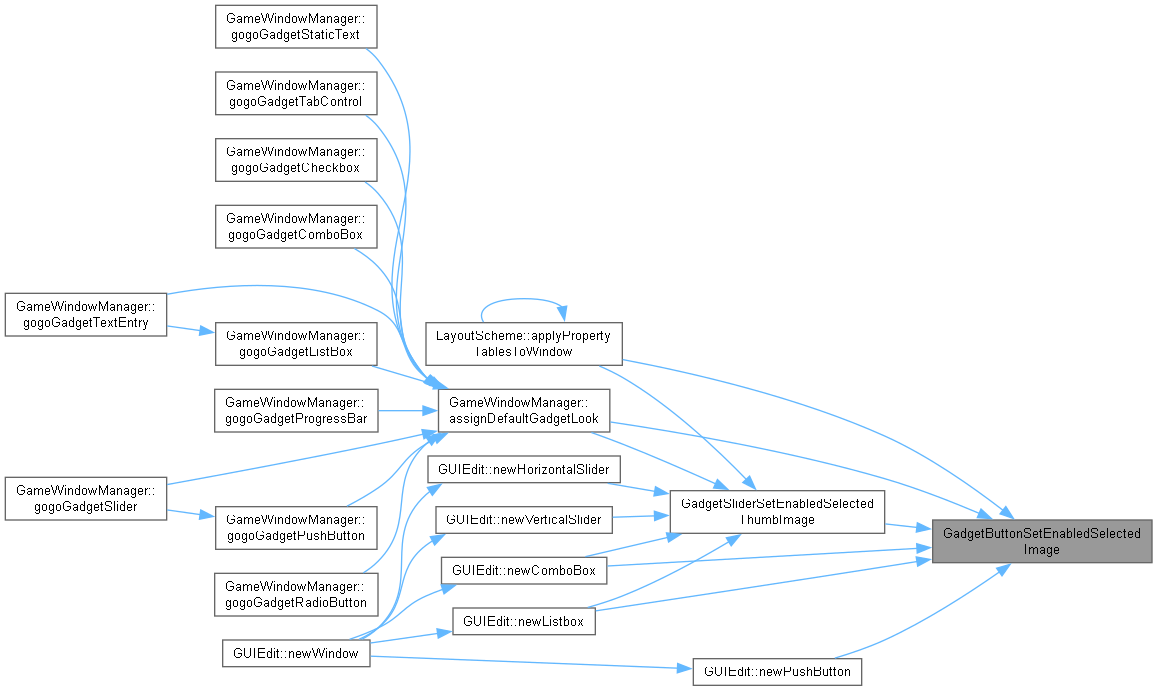 GameWindowManager::
gogoGadgetStaticText
GameWindowManager::
gogoGadgetTabControl
GameWindowManager::
gogoGadgetCheckbox
GameWindowManager::
gogoGadgetComboBox
GameWindowManager::
gogoGadgetTextEntry
GameWindowManager::
gogoGadgetListBox
LayoutScheme::applyProperty
TablesToWindow
GameWindowManager::
gogoGadgetProgressBar
GameWindowManager::
assignDefaultGadgetLook
GUIEdit::newHorizontalSlider
GameWindowManager::
gogoGadgetSlider
GameWindowManager::
gogoGadgetPushButton
GUIEdit::newVerticalSlider
GadgetSliderSetEnabledSelected
ThumbImage
GadgetButtonSetEnabledSelected
Image
GUIEdit::newComboBox
GameWindowManager::
gogoGadgetRadioButton
GUIEdit::newListbox
GUIEdit::newWindow
GUIEdit::newPushButton